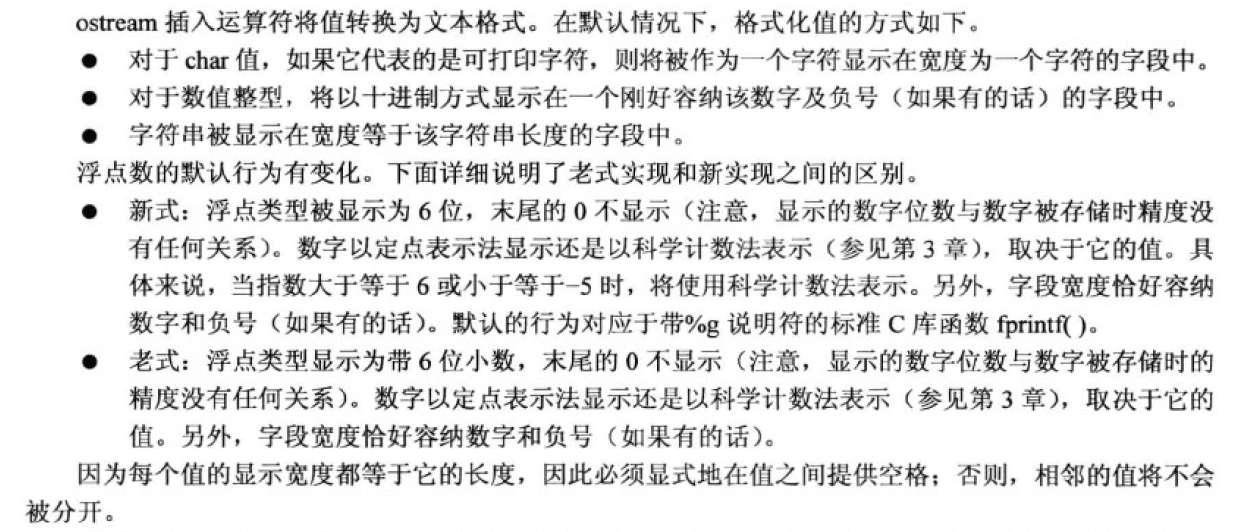 ostream 插入运算符将值转换为文本格式。在默认情况下，格式化值的方式如下。
● 对于 char 值，如果它代表的是可打印字符，则将被作为一个字符显示在宽度为一个字符的字段中。
● 对于数值整型，将以十进制方式显示在一个刚好容纳该数字及负号（如果有的话）的字段中。
● 字符串被显示在宽度等于该字符串长度的字段中。
浮点数的默认行为有变化。下面详细说明了老式实现和新实现之间的区别。
● 新式：浮点类型被显示为 6 位，末尾的 0 不显示（注意，显示的数字位数与数字被存储时精度没
有任何关系）。数字以定点表示法显示还是以科学计数法表示（参见第 3 章），取决于它的值。具
体来说，当指数大于等于 6 或小于等于−5 时，将使用科学计数法表示。另外，字段宽度恰好容纳
数字和负号（如果有的话）。默认的行为对应于带%g 说明符的标准 C 库函数 fprintf( )。
● 老式：浮点类型显示为带 6 位小数，末尾的 0 不显示（注意，显示的数字位数与数字被存储时的
精度没有任何关系）。数字以定点表示法显示还是以科学计数法表示（参见第 3 章），取决于它的
值。另外，字段宽度恰好容纳数字和负号（如果有的话）。
因为每个值的显示宽度都等于它的长度，因此必须显式地在值之间提供空格；否则，相邻的值将不会
被分开。